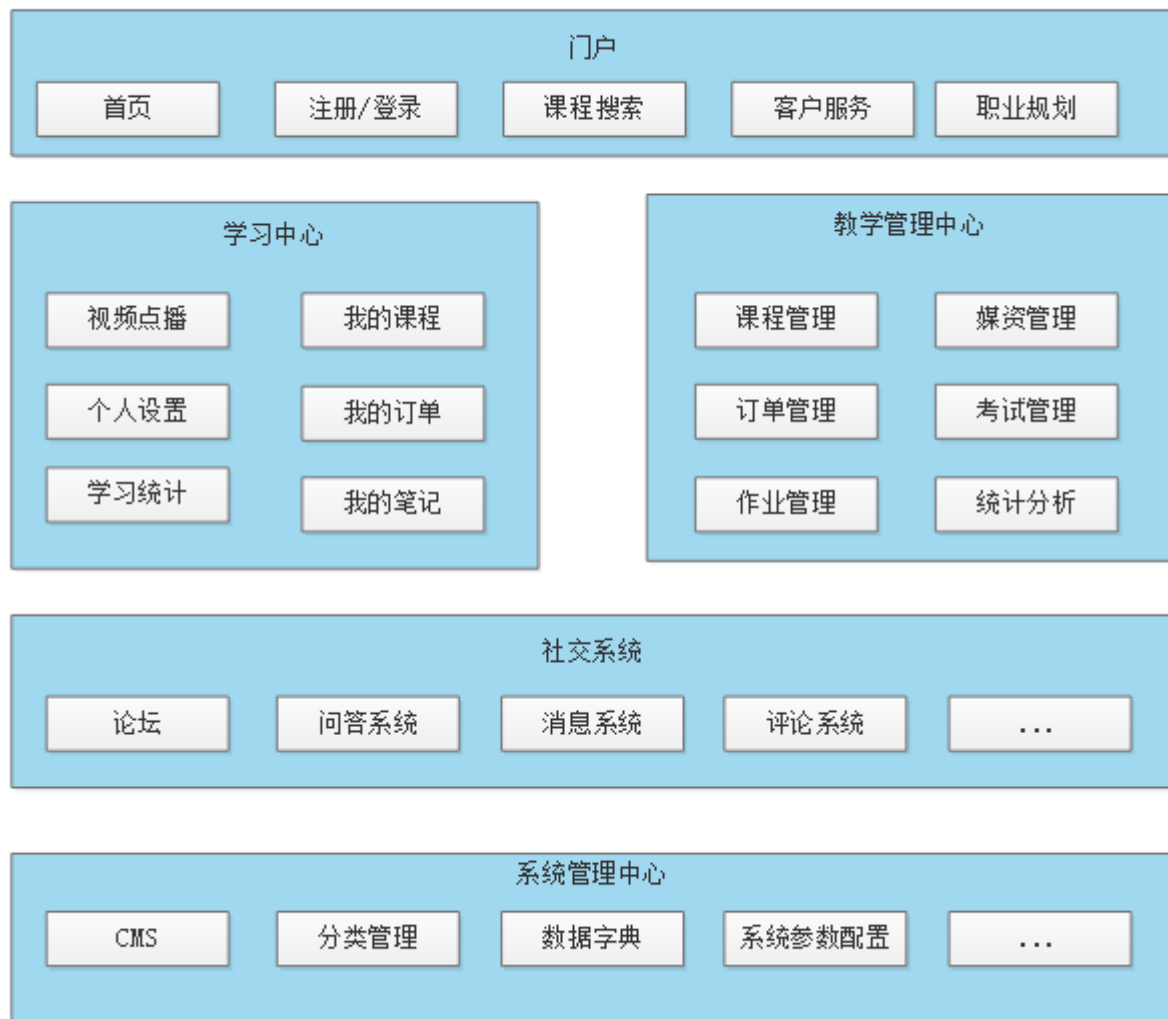 门户
首页 注册/登录 课程搜索 客户服务 职业规划
学习中心
视频点播 我的课程
个人设置 我的订单
学习统计 我的笔记
教学管理中心
课程管理 媒资管理
订单管理 考试管理
作业管理 统计分析
社交系统
论坛 问答系统 消息系统 评论系统 ...
系统管理中心
CMS 分类管理 数据字典 系统参数配置 ...